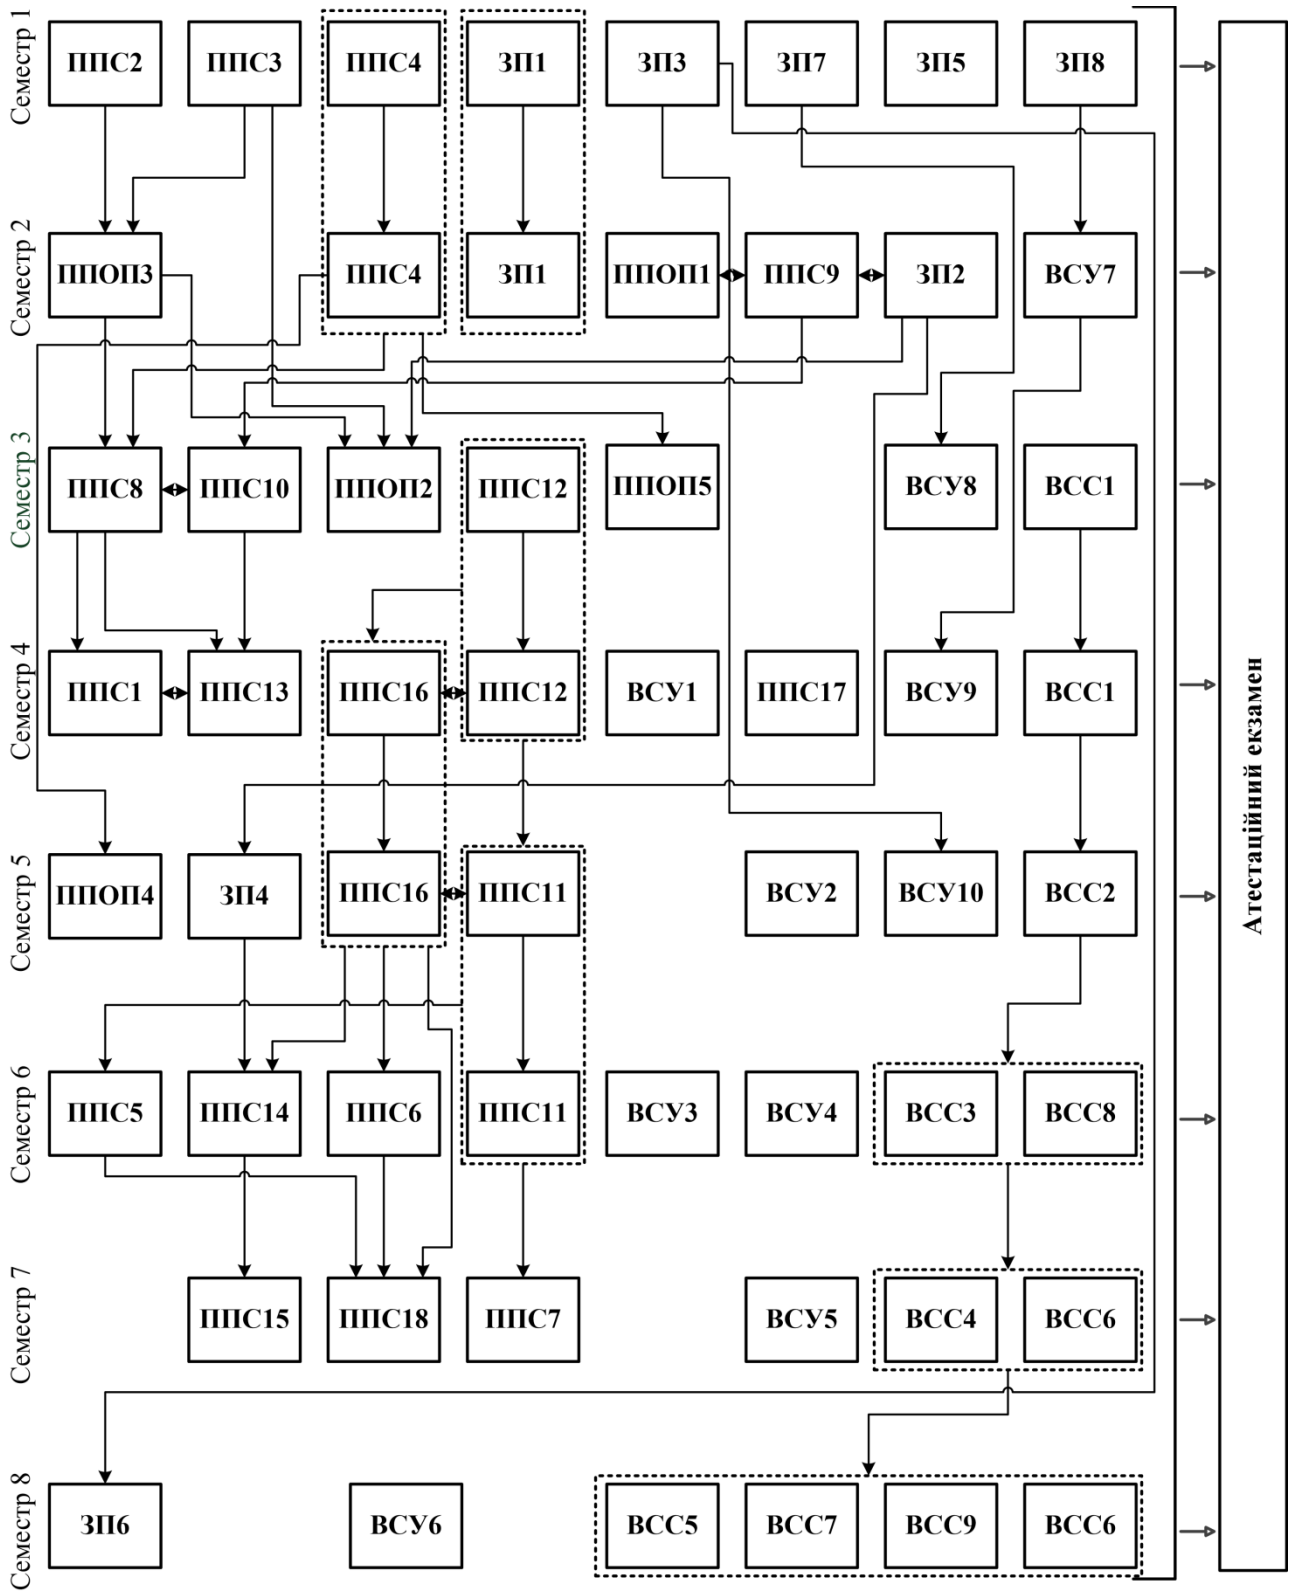 Семестр 1
ППС2 ППС3 ППС4 ЗП1 ЗП3 ЗП7 ЗП5 ЗП8
Семестр 2
ППОП3 ППС4 ЗП1 ППОП1 ППС9 ЗП2 ВСУ7
Семестр 3
ППС8 ППС10 ППОП2 ППС12 ППОП5 ВСУ8 ВСС1
Семестр 4
ППС1 ППС13 ППС16 ППС12 ВСУ1 ППС17 ВСУ9 ВСС1
Семестр 5
ППОП4 ЗП4 ППС16 ППС11 ВСУ2 ВСУ10 ВСС2
Семестр 6
ППС5 ППС14 ППС6 ППС11 ВСУ3 ВСУ4 ВСС3 ВСС8
Семестр 7
ППС15 ППС18 ППС7 ВСУ5 ВСС4 ВСС6
Семестр 8
ЗП6 ВСУ6 ВСС5 ВСС7 ВСС9 ВСС6
Атестаційний екзамен